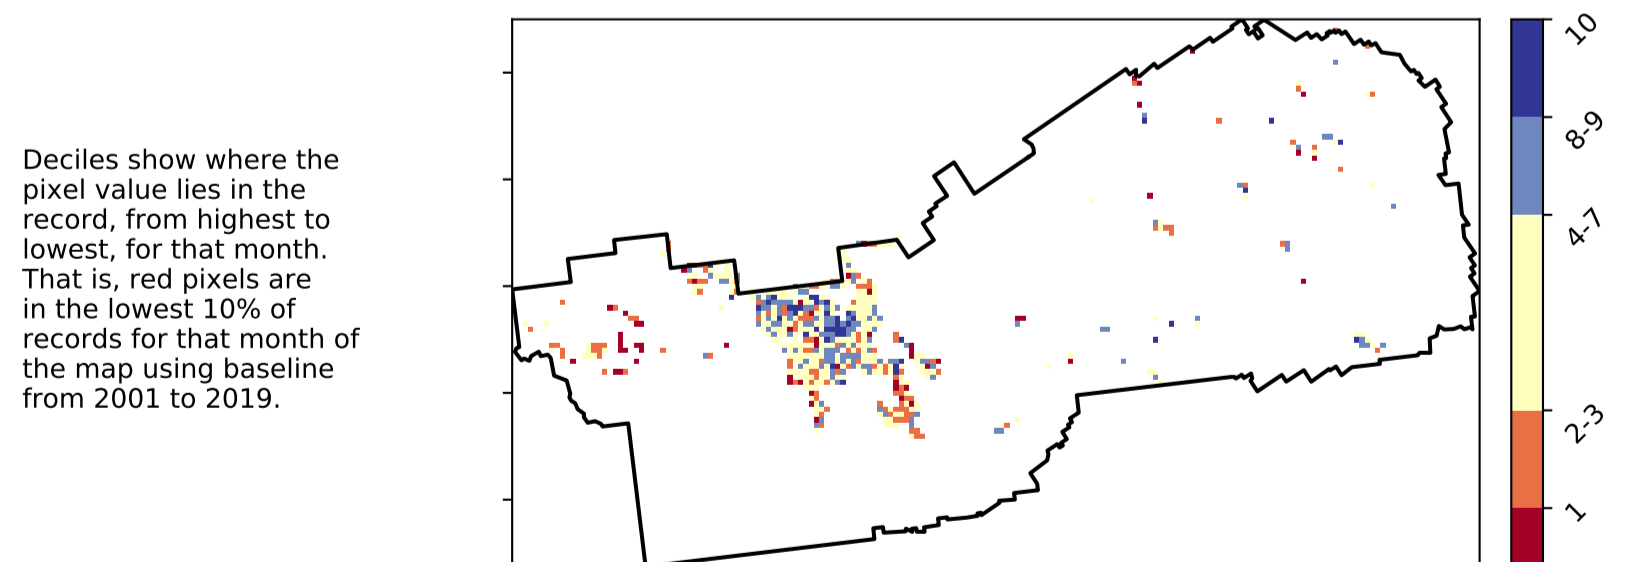 Deciles show where the
pixel value lies in the
record, from highest to
lowest, for that month.
That is, red pixels are
in the lowest 10% of
records for that month of
the map using baseline
from 2001 to 2019.
10
8-9
4-7
2-3
1